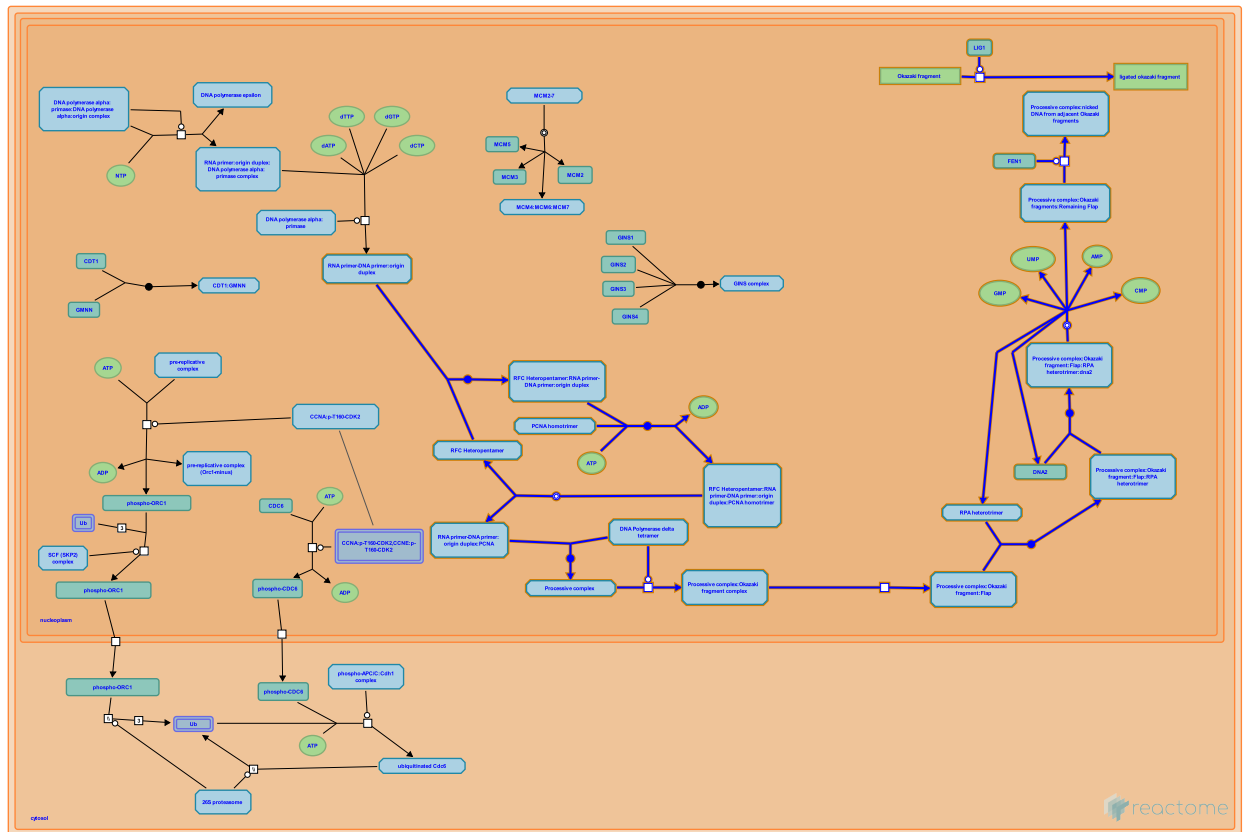 LIG1
Okazaki fragment
ligated okazaki fragment
DNA polymerase alpha:
primase:DNA polymerase
alpha:origin complex
DNA polymerase epsilon
MCM2-7
Processive complex:nicked
DNA from adjacent Okazaki
fragments
dTTP
dGTP
dATP
dCTP
MCM5
NTP
RNA primer:origin duplex:
DNA polymerase alpha:
primase complex
MCM3
MCM2
FEN1
MCM4:MCM6:MCM7
Processive complex:Okazaki
fragments:Remaining Flap
DNA polymerase alpha:
primase
GINS1
CDT1
RNA primer-DNA primer:origin
duplex
GINS2
UMP
AMP
CDT1:GMNN
GINS3
GINS complex
GMP
CMP
GMNN
GINS4
ATP
pre-replicative
complex
RFC Heteropentamer:RNA primer-
DNA primer:origin duplex
Processive complex:Okazaki
fragment:Flap:RPA
heterotrimer:dna2
CCNA:p-T160-CDK2
PCNA homotrimer
ADP
RFC Heteropentamer
ATP
ADP
pre-replicative complex
(Orc1-minus)
DNA2
Processive complex:Okazaki
fragment:Flap:RPA
heterotrimer
phospho-ORC1
RFC Heteropentamer:RNA
primer-DNA primer:origin
duplex:PCNA homotrimer
CDC6
ATP
RPA heterotrimer
Ub
3
RNA primer-DNA primer:
origin duplex:PCNA
DNA Polymerase delta
tetramer
CCNA:p-T160-CDK2,CCNE:p-
T160-CDK2
SCF (SKP2)
complex
phospho-ORC1
phospho-CDC6
ADP
Processive complex
Processive complex:Okazaki
fragment complex
Processive complex:Okazaki
fragment:Flap
nucleoplasm
phospho-ORC1
phospho-CDC6
phospho-APC/C:Cdh1
complex
3
Ub
ATP
ubiquitinated Cdc6
26S proteasome
reactome
cytosol